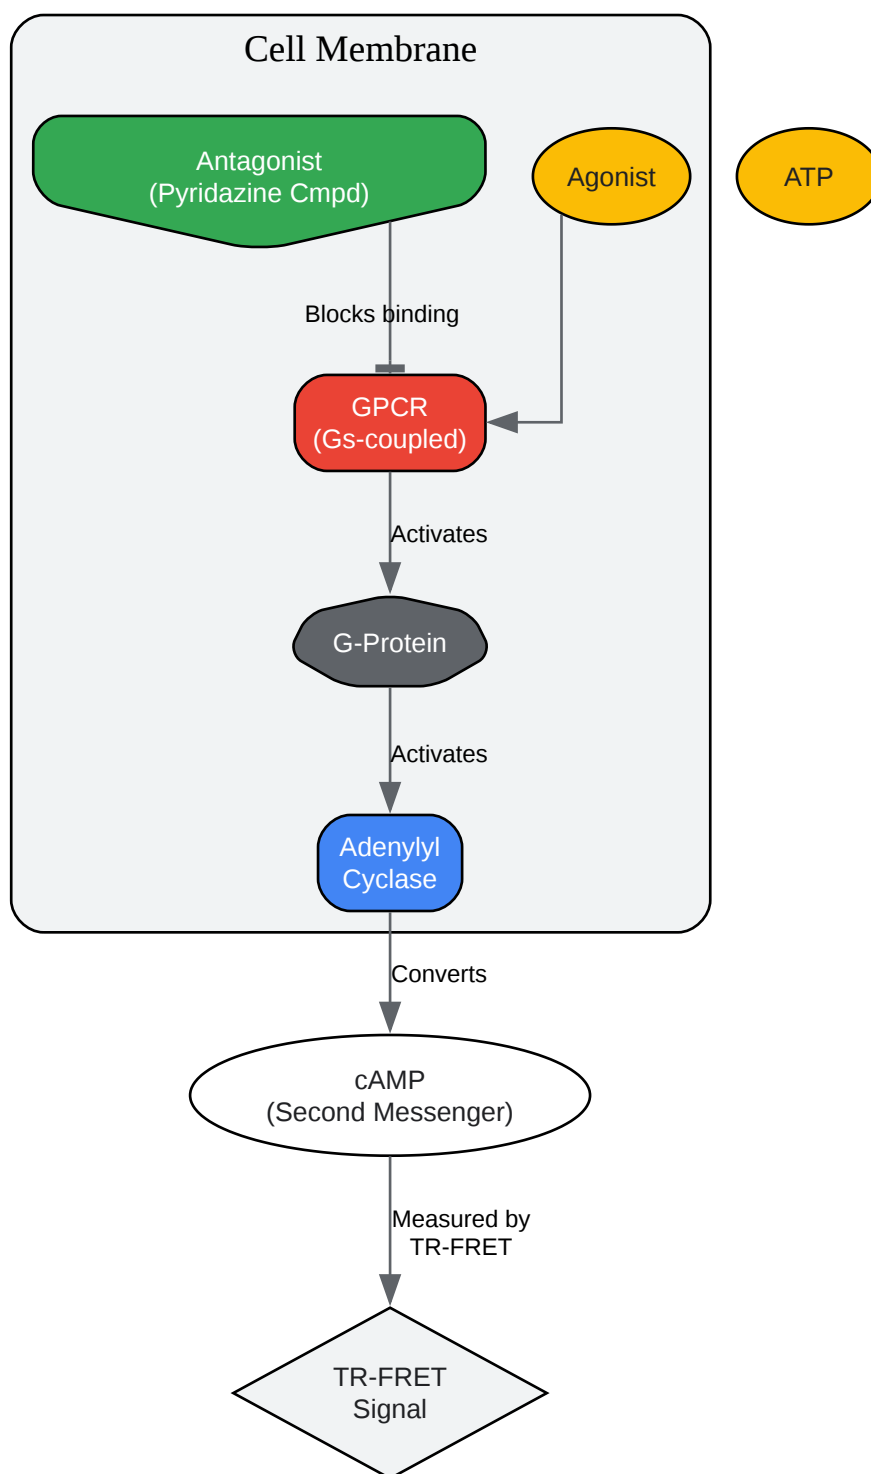 Cell Membrane
Antagonist
(Pyridazine Cmpd)
Agonist
ATP
Blocks binding
GPCR
(Gs-coupled)
Activates
G-Protein
Activates
Adenylyl
Cyclase
Converts
cAMP
(Second Messenger)
Measured by
TR-FRET
TR-FRET
Signal